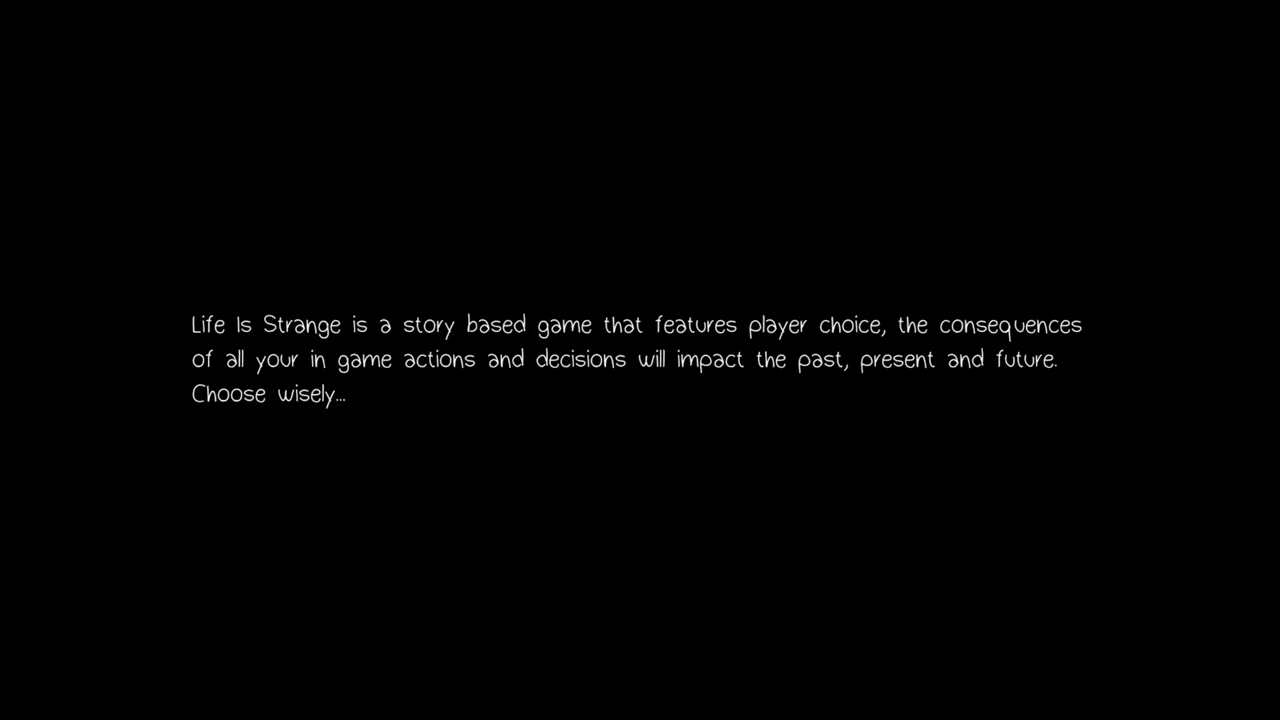 Life Is Strange is a story based game that features player choice, the consequences
of all your in game actions and decisions will impact the past, present and future.
Choose wisely...